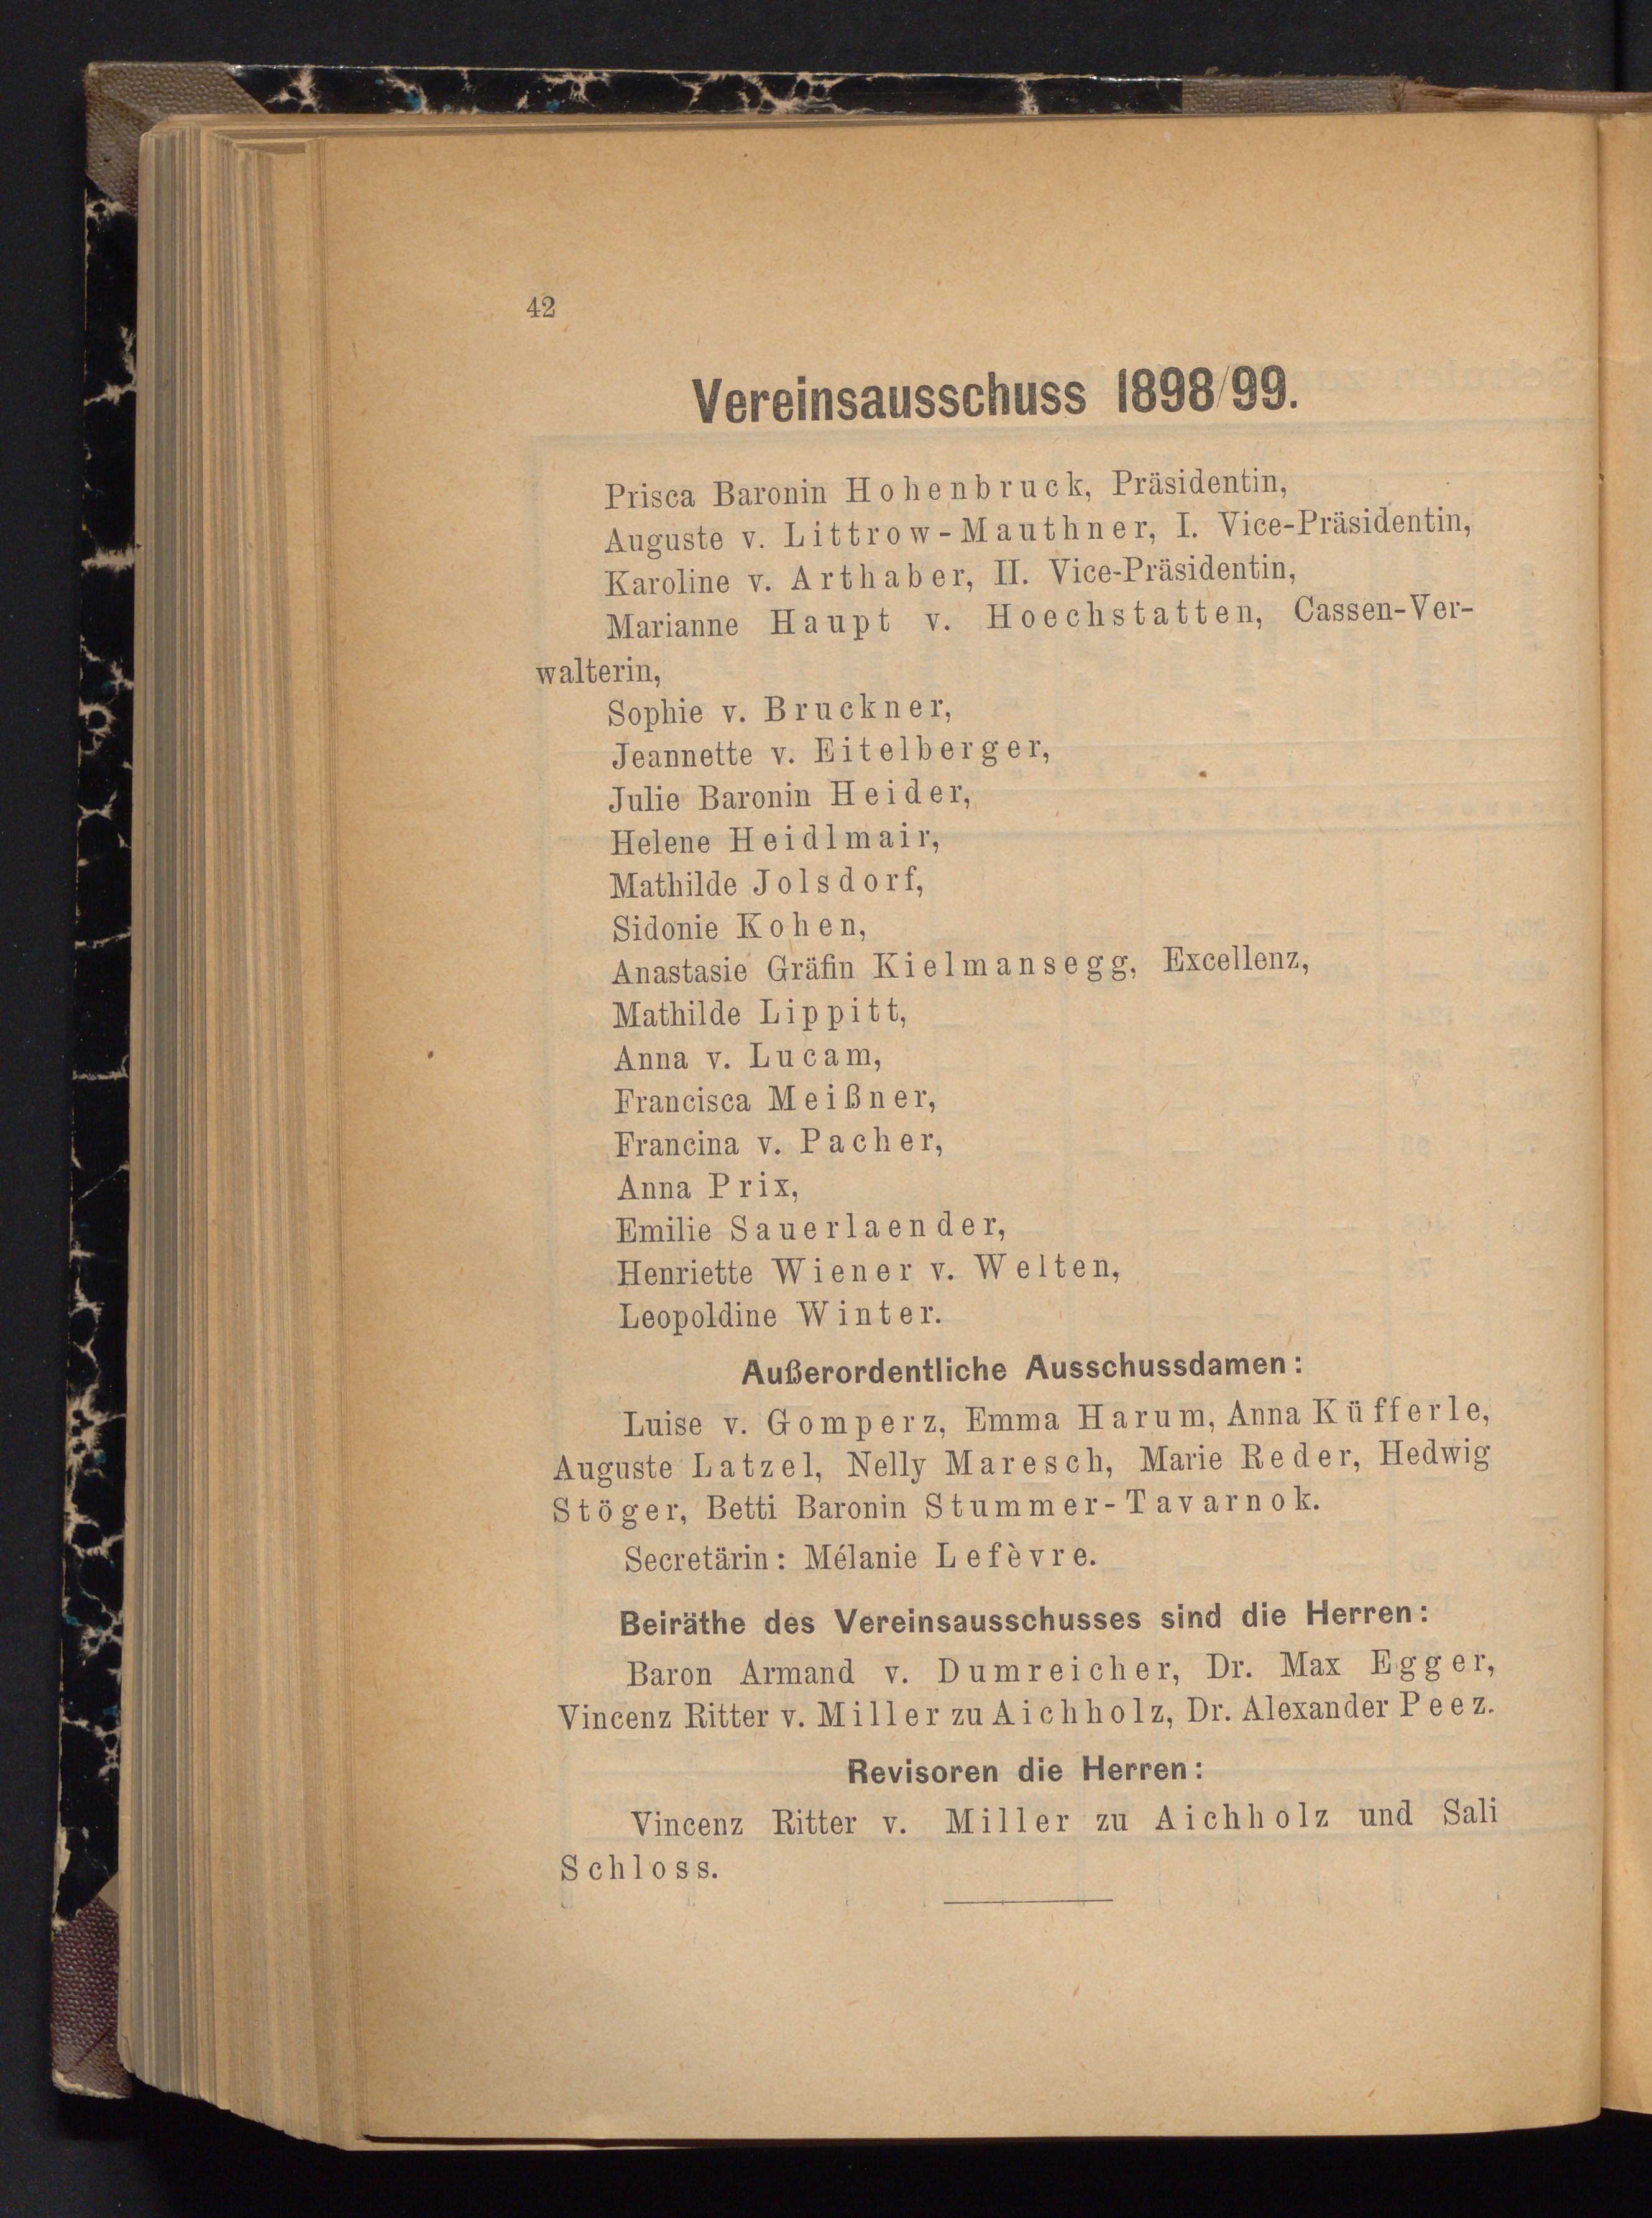 42
Vereinsausschuss 1898/99.
Prisca Baronin Hohenbruck, Präsidentin,
Auguste v. Littrow-Mauthner, I. Vice-Präsidentin,
Karoline v. Arthaber, II. Vice-Präsidentin,
Marianne Haupt v. Hoechstatten, Cassen-Ver-
walterin,
Sophie v. Bruckner,
Jeannette v. Eitelberger,
Julie Baronin Heider,
Helene Heidlmair,
Mathilde Jolsdorf,
Sidonie Kohen,
Anastasie Gräfin Kielmansegg, Excellenz,
Mathilde Lippitt,
Anna v. Lucam,
Francisca Meißner,
Francina v. Pacher,
Anna Prix,
Emilie Sauerlaender,
Henriette Wiener v. Welten,
Leopoldine Winter.
Außerordentliche Ausschussdamen:
Luise v. Gomperz, Emma Harum, Anna Küfferle,
Auguste Latzel, Nelly Maresch, Marie Reder, Hedwig
Stöger, Betti Baronin Stummer-Tavarnok.
Secretärin: Mélanie Lefèvre.
Beiräthe des Vereinsausschusses sind die Herren:
Baron Armand v. Dumreicher, Dr. Max Egger,
Vincenz Ritter v. Miller zu Aichholz, Dr. Alexander Peez.
Revisoren die Herren:
Vincenz Ritter v. Miller zu Aichholz und Sali
Schloss.